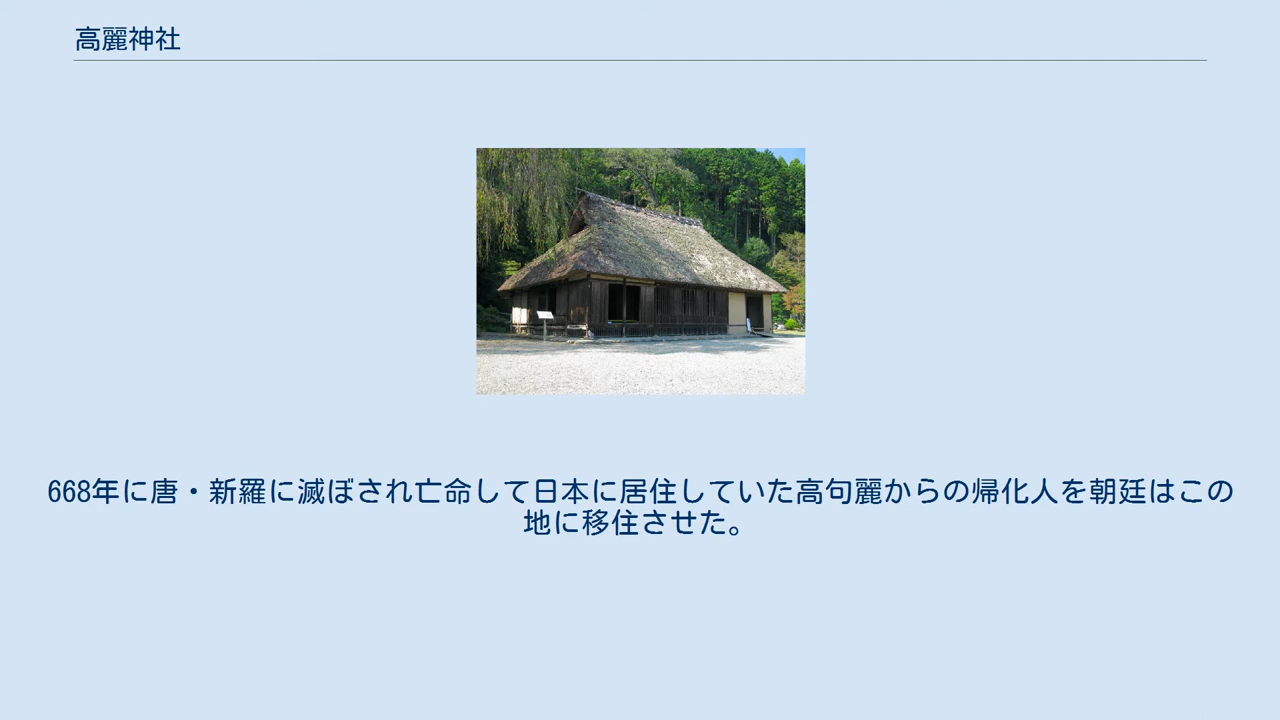 高麗神社
668年に唐・新羅に滅ぼされ亡命して日本に居住していた高句麗からの帰化人を朝廷はこの
地に移住させた。